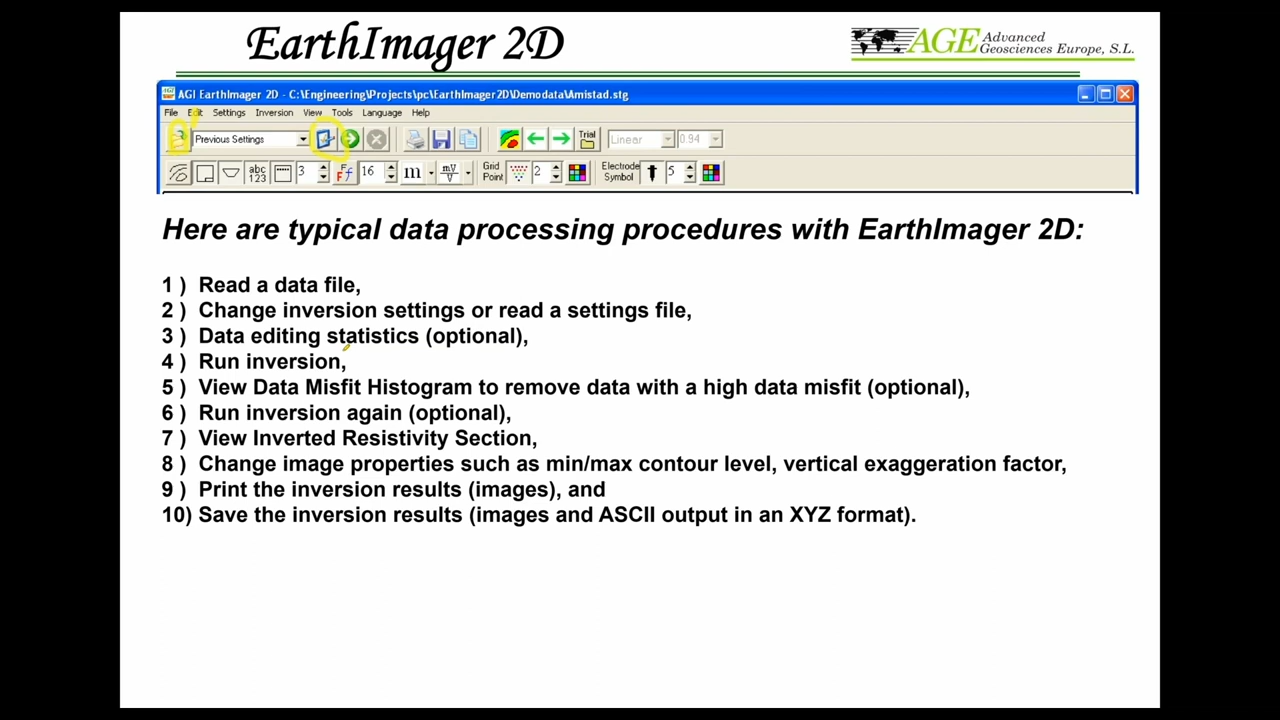 EarthImager 2D
AGE Advanced Geosciences Europe, S.L.
AGI EarthImager 2D - C:\Engineering\Projects\pc\EarthImager2D\Demodata\Amistad.stg
File Edit Settings Inversion View Tools Language Help
Previous Settings Trial Linear 0.94
abc 123 3 Ff 16 m mV/V Grid Point 2 Electrode Symbol 5
Here are typical data processing procedures with EarthImager 2D:
1 ) Read a data file,
2 ) Change inversion settings or read a settings file,
3 ) Data editing statistics (optional),
4 ) Run inversion,
5 ) View Data Misfit Histogram to remove data with a high data misfit (optional),
6 ) Run inversion again (optional),
7 ) View Inverted Resistivity Section,
8 ) Change image properties such as min/max contour level, vertical exaggeration factor,
9 ) Print the inversion results (images), and
10) Save the inversion results (images and ASCII output in an XYZ format).